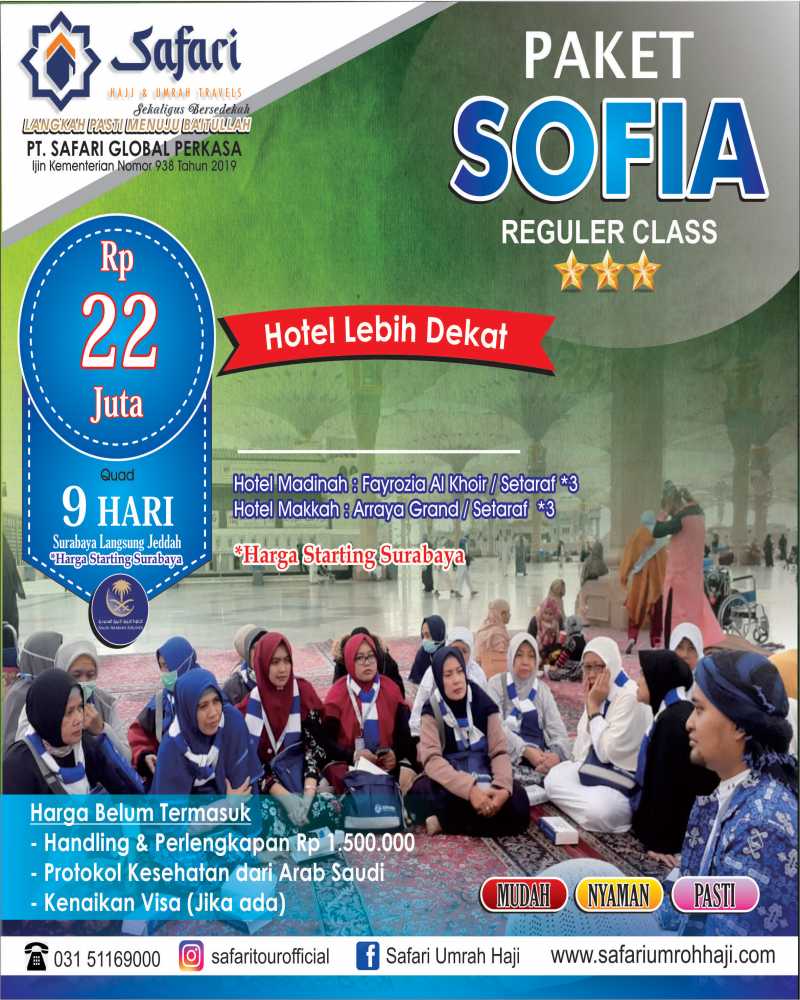 Safari
HAJJ & UMRAH TRAVELS
Sekaligus Bersedekah
LANGKAH PASTI MENUJU BAITULLAH
PT. SAFARI GLOBAL PERKASA
Ijin Kementerian Nomor 938 Tahun 2019
PAKET
SOFIA
REGULER CLASS
Rp
22
Juta
Hotel Lebih Dekat
Quad
9 HARI
Surabaya Langsung Jeddah
*Harga Starting Surabaya
Hotel Madinah : Fayrozia Al Khoir / Setaraf *3
Hotel Makkah : Arraya Grand / Setaraf *3
*Harga Starting Surabaya
Harga Belum Termasuk
- Handling & Perlengkapan Rp 1.500.000
- Protokol Kesehatan dari Arab Saudi
- Kenaikan Visa (Jika ada)
MUDAH
NYAMAN
PASTI
031 51169000
safaritourofficial
Safari Umrah Haji
www.safariumrohhaji.com